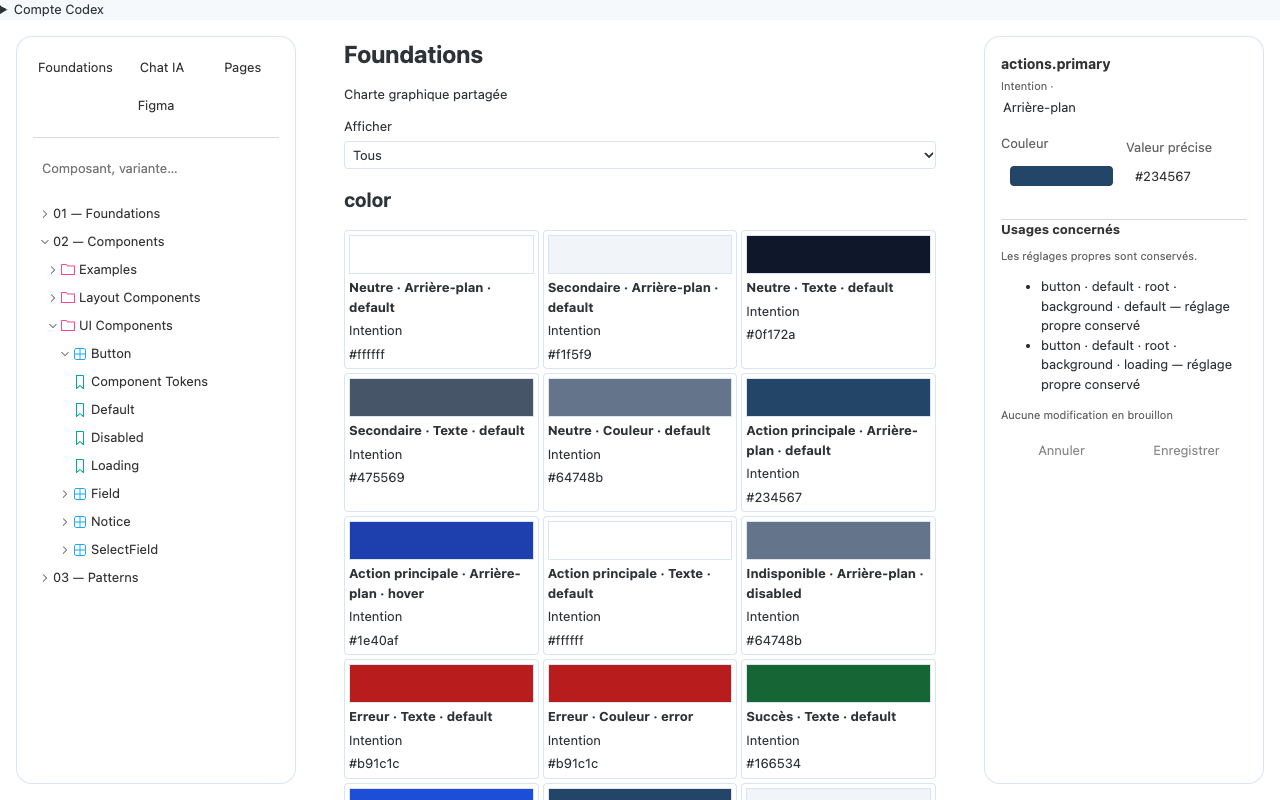 Compte Codex
Foundations
Chat IA
Pages
Figma
Composant, variante…
01 — Foundations
02 — Components
Examples
Layout Components
UI Components
Button
Component Tokens
Default
Disabled
Loading
Field
Notice
SelectField
03 — Patterns
Foundations
Charte graphique partagée
Afficher
Tous
color
Neutre · Arrière-plan ·
default
Intention
#ffffff
Secondaire · Arrière-plan ·
default
Intention
#f1f5f9
Neutre · Texte · default
Intention
#0f172a
Secondaire · Texte · default
Intention
#475569
Neutre · Couleur · default
Intention
#64748b
Action principale · Arrière-
plan · default
Intention
#234567
Action principale · Arrière-
plan · hover
Intention
#1e40af
Action principale · Texte ·
default
Intention
#ffffff
Indisponible · Arrière-plan ·
disabled
Intention
#64748b
Erreur · Texte · default
Intention
#b91c1c
Erreur · Couleur · error
Intention
#b91c1c
Succès · Texte · default
Intention
#166534
actions.primary
Intention ·
Arrière-plan
Couleur
Valeur précise
#234567
Usages concernés
Les réglages propres sont conservés.
• button · default · root ·
background · default — réglage
propre conservé
• button · default · root ·
background · loading — réglage
propre conservé
Aucune modification en brouillon
Annuler
Enregistrer